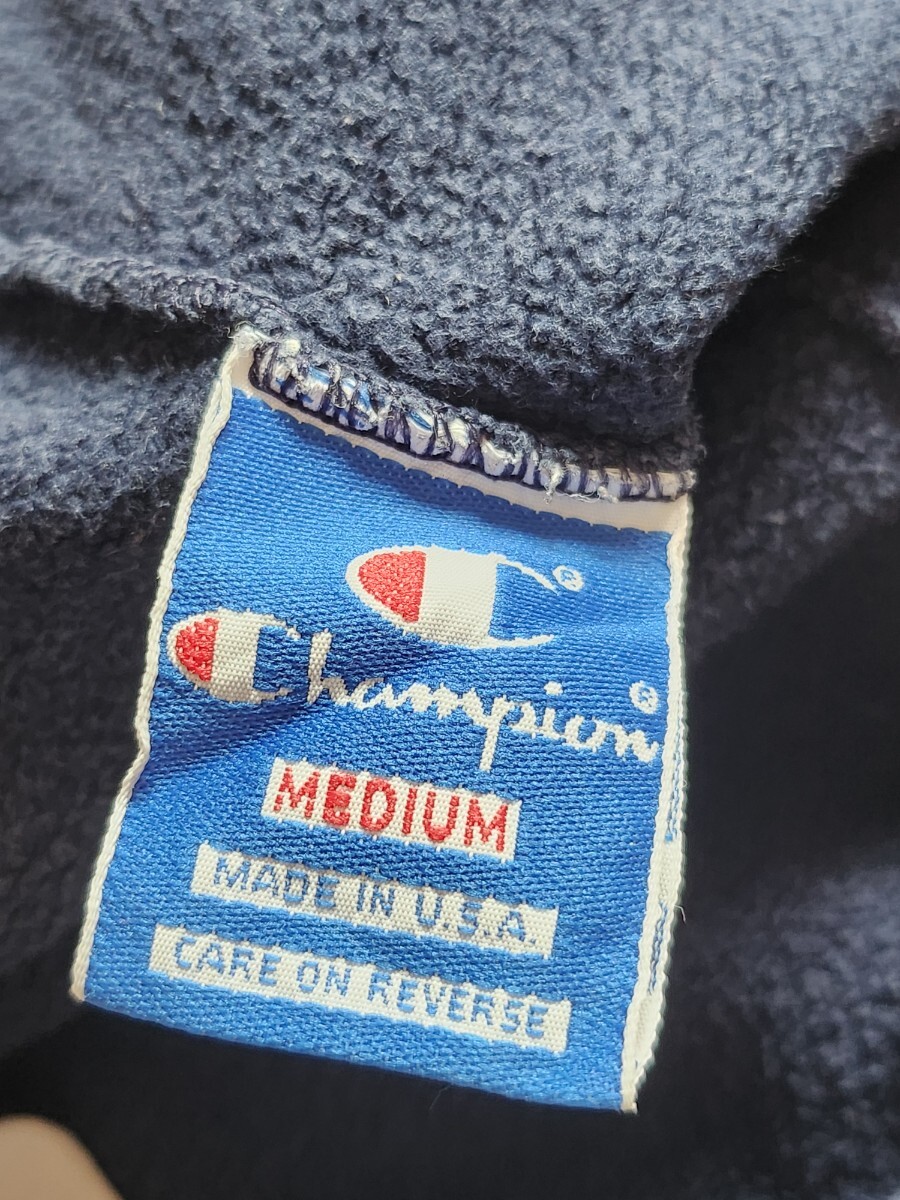 C®
Champion®
MEDIUM
MADE IN U.S.A.
CARE ON REVERSE